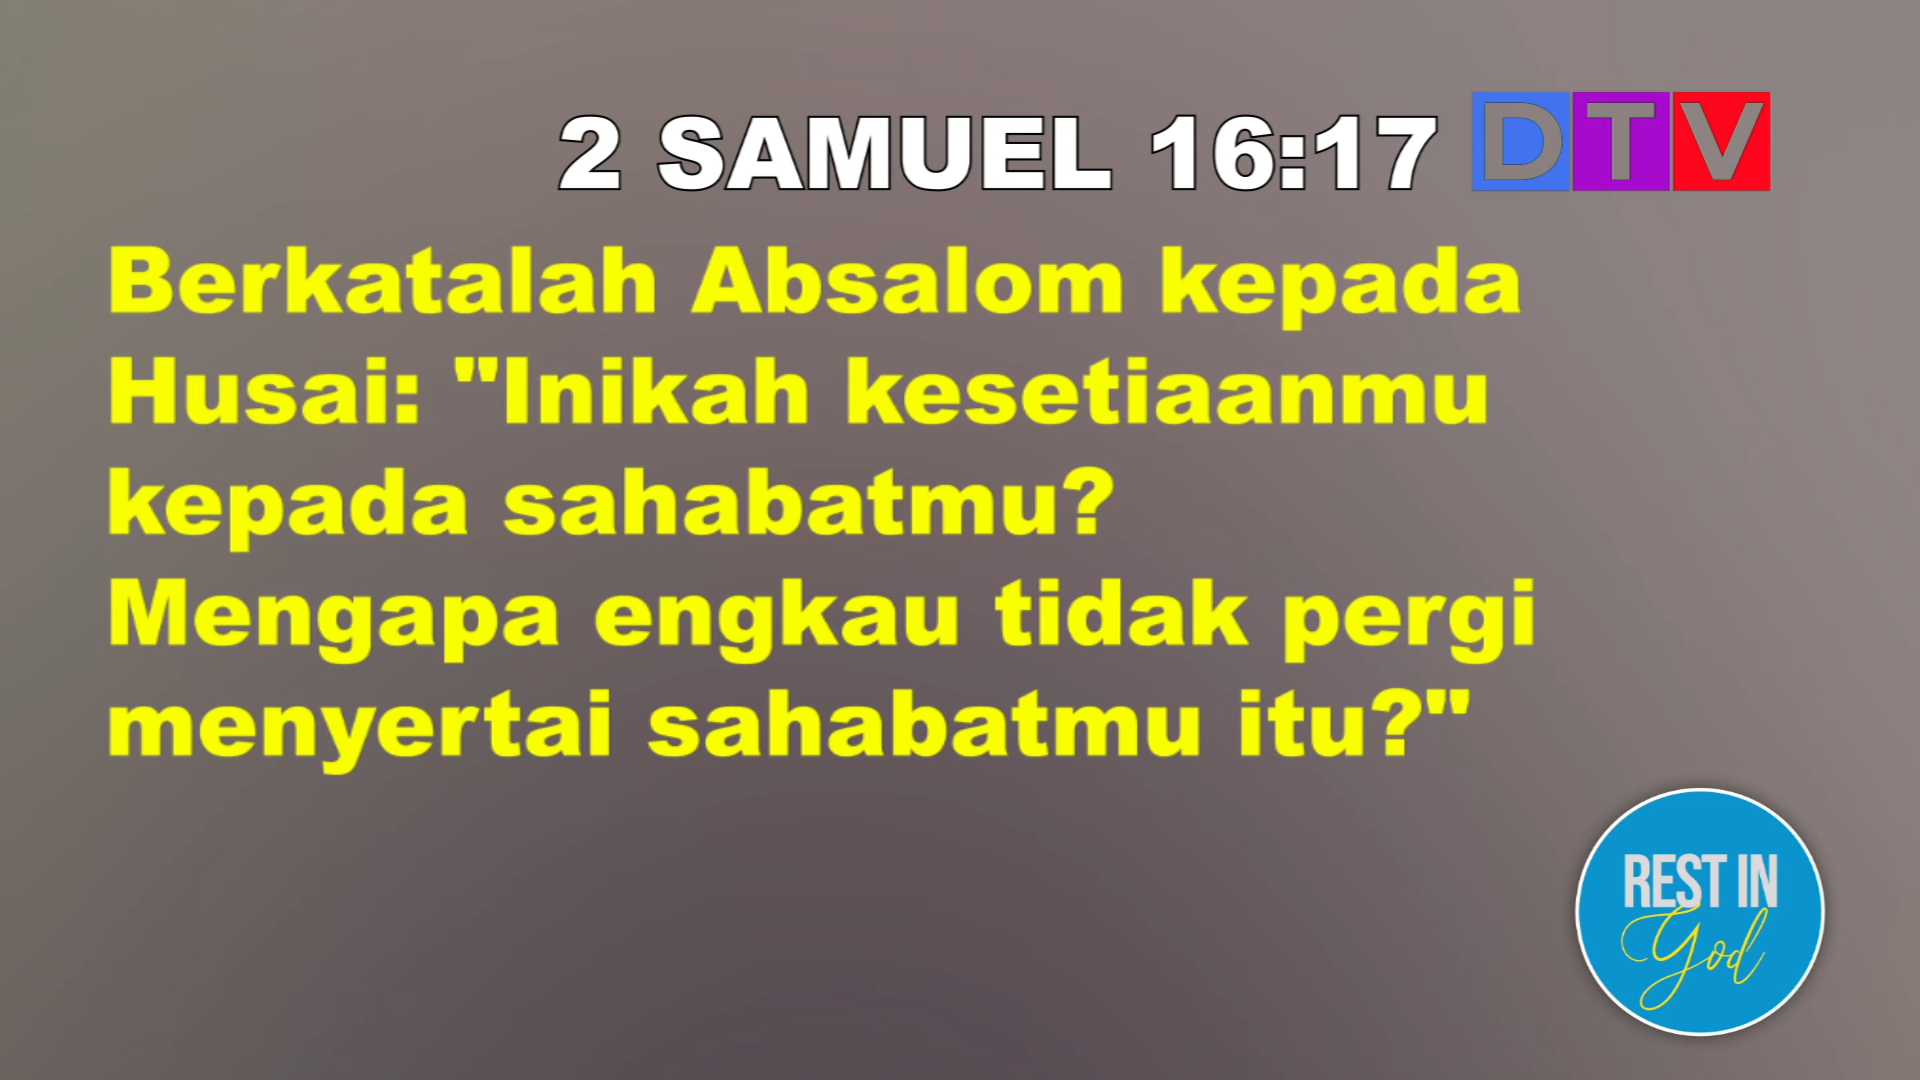 2 SAMUEL 16:17
DTV
Berkatalah Absalom kepada
Husai: "Inikah kesetiaanmu
kepada sahabatmu?
Mengapa engkau tidak pergi
menyertai sahabatmu itu?"
REST IN
God